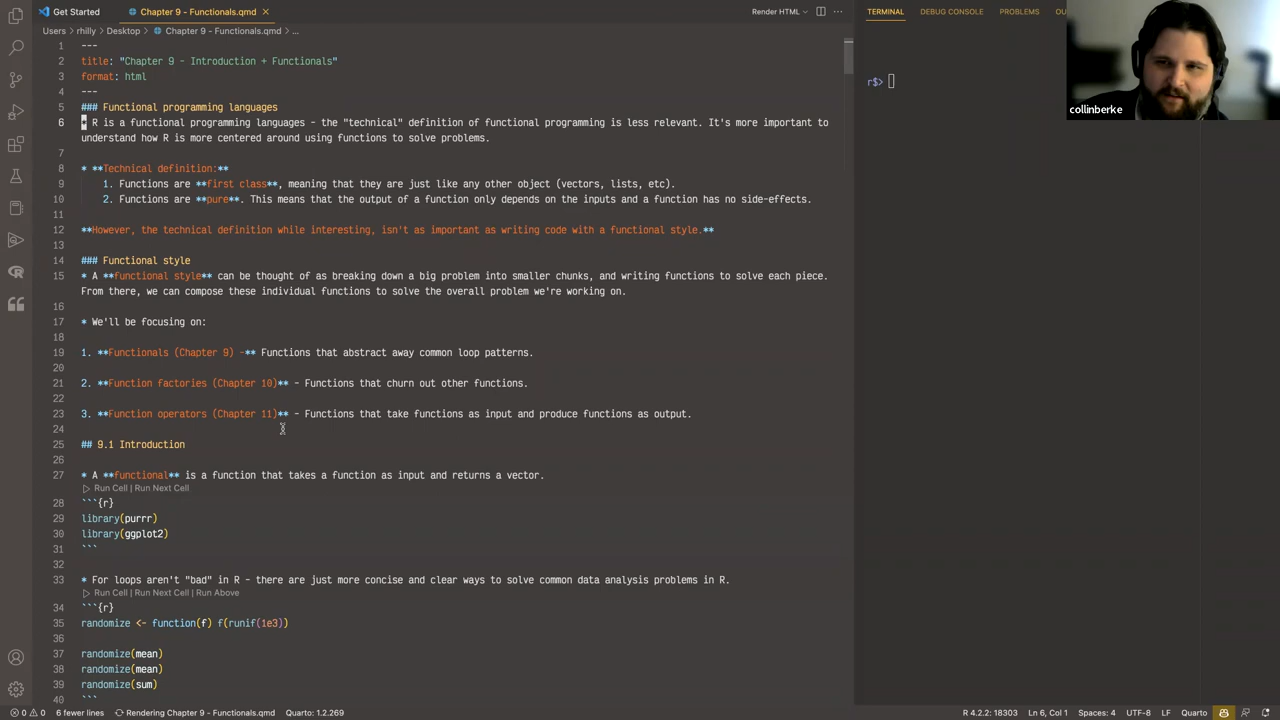 Get Started
Chapter 9 - Functionals.qmd
Render HTML
TERMINAL
DEBUG CONSOLE
PROBLEMS
OU
Users > rhilly > Desktop > Chapter 9 - Functionals.qmd > ...
1 ---
2 title: "Chapter 9 - Introduction + Functionals"
3 format: html
4 ---
5 ### Functional programming languages
6 * R is a functional programming languages - the "technical" definition of functional programming is less relevant. It's more important to
understand how R is more centered around using functions to solve problems.
7
8 * **Technical definition:**
9 1. Functions are **first class**, meaning that they are just like any other object (vectors, lists, etc).
10 2. Functions are **pure**. This means that the output of a function only depends on the inputs and a function has no side-effects.
11
12 **However, the technical definition while interesting, isn't as important as writing code with a functional style.**
13
14 ### Functional style
15 * A **functional style** can be thought of as breaking down a big problem into smaller chunks, and writing functions to solve each piece.
From there, we can compose these individual functions to solve the overall problem we're working on.
16
17 * We'll be focusing on:
18
19 1. **Functionals (Chapter 9) -** Functions that abstract away common loop patterns.
20
21 2. **Function factories (Chapter 10)** - Functions that churn out other functions.
22
23 3. **Function operators (Chapter 11)** - Functions that take functions as input and produce functions as output.
24
25 ## 9.1 Introduction
26
27 * A **functional** is a function that takes a function as input and returns a vector.
Run Cell | Run Next Cell
28 ```{r}
29 library(purrr)
30 library(ggplot2)
31 ```
32
33 * For loops aren't "bad" in R - there are just more concise and clear ways to solve common data analysis problems in R.
Run Cell | Run Next Cell | Run Above
34 ```{r}
35 randomize <- function(f) f(runif(1e3))
36
37 randomize(mean)
38 randomize(mean)
39 randomize(sum)
40 ```
r$>
collinberke
0 0 6 fewer lines Rendering Chapter 9 - Functionals.qmd Quarto: 1.2.269
R 4.2.2: 18303 Ln 6, Col 1 Spaces: 4 UTF-8 LF Quarto